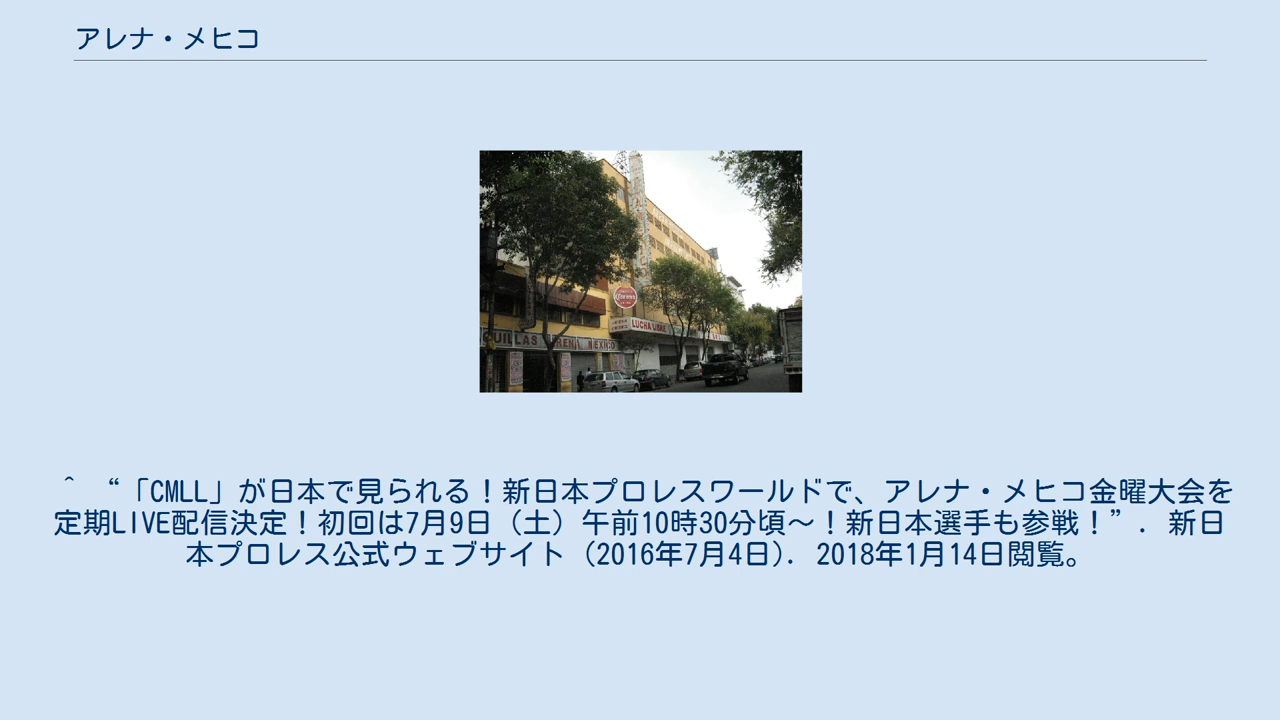 アレナ・メヒコ
LUCHA LIBRE
QUILLAS ARENA MEXICO
^ “「CMLL」が日本で見られる！新日本プロレスワールドで、アレナ・メヒコ金曜大会を
定期LIVE配信決定！初回は7月9日（土）午前10時30分頃～！新日本選手も参戦！”. 新日
本プロレス公式ウェブサイト (2016年7月4日). 2018年1月14日閲覧。